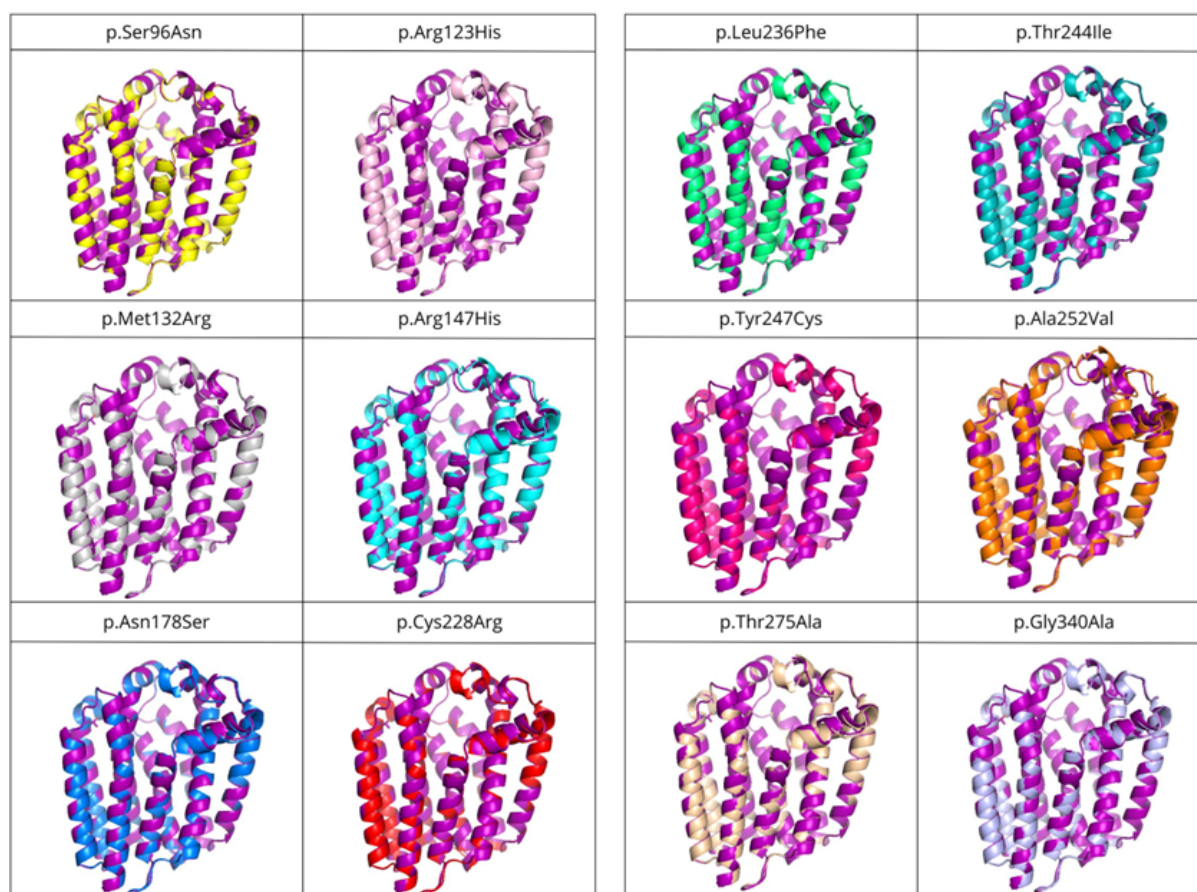 p.Ser96Asn p.Arg123His p.Leu236Phe p.Thr244Ile
p.Met132Arg p.Arg147His p.Tyr247Cys p.Ala252Val
p.Asn178Ser p.Cys228Arg p.Thr275Ala p.Gly340Ala